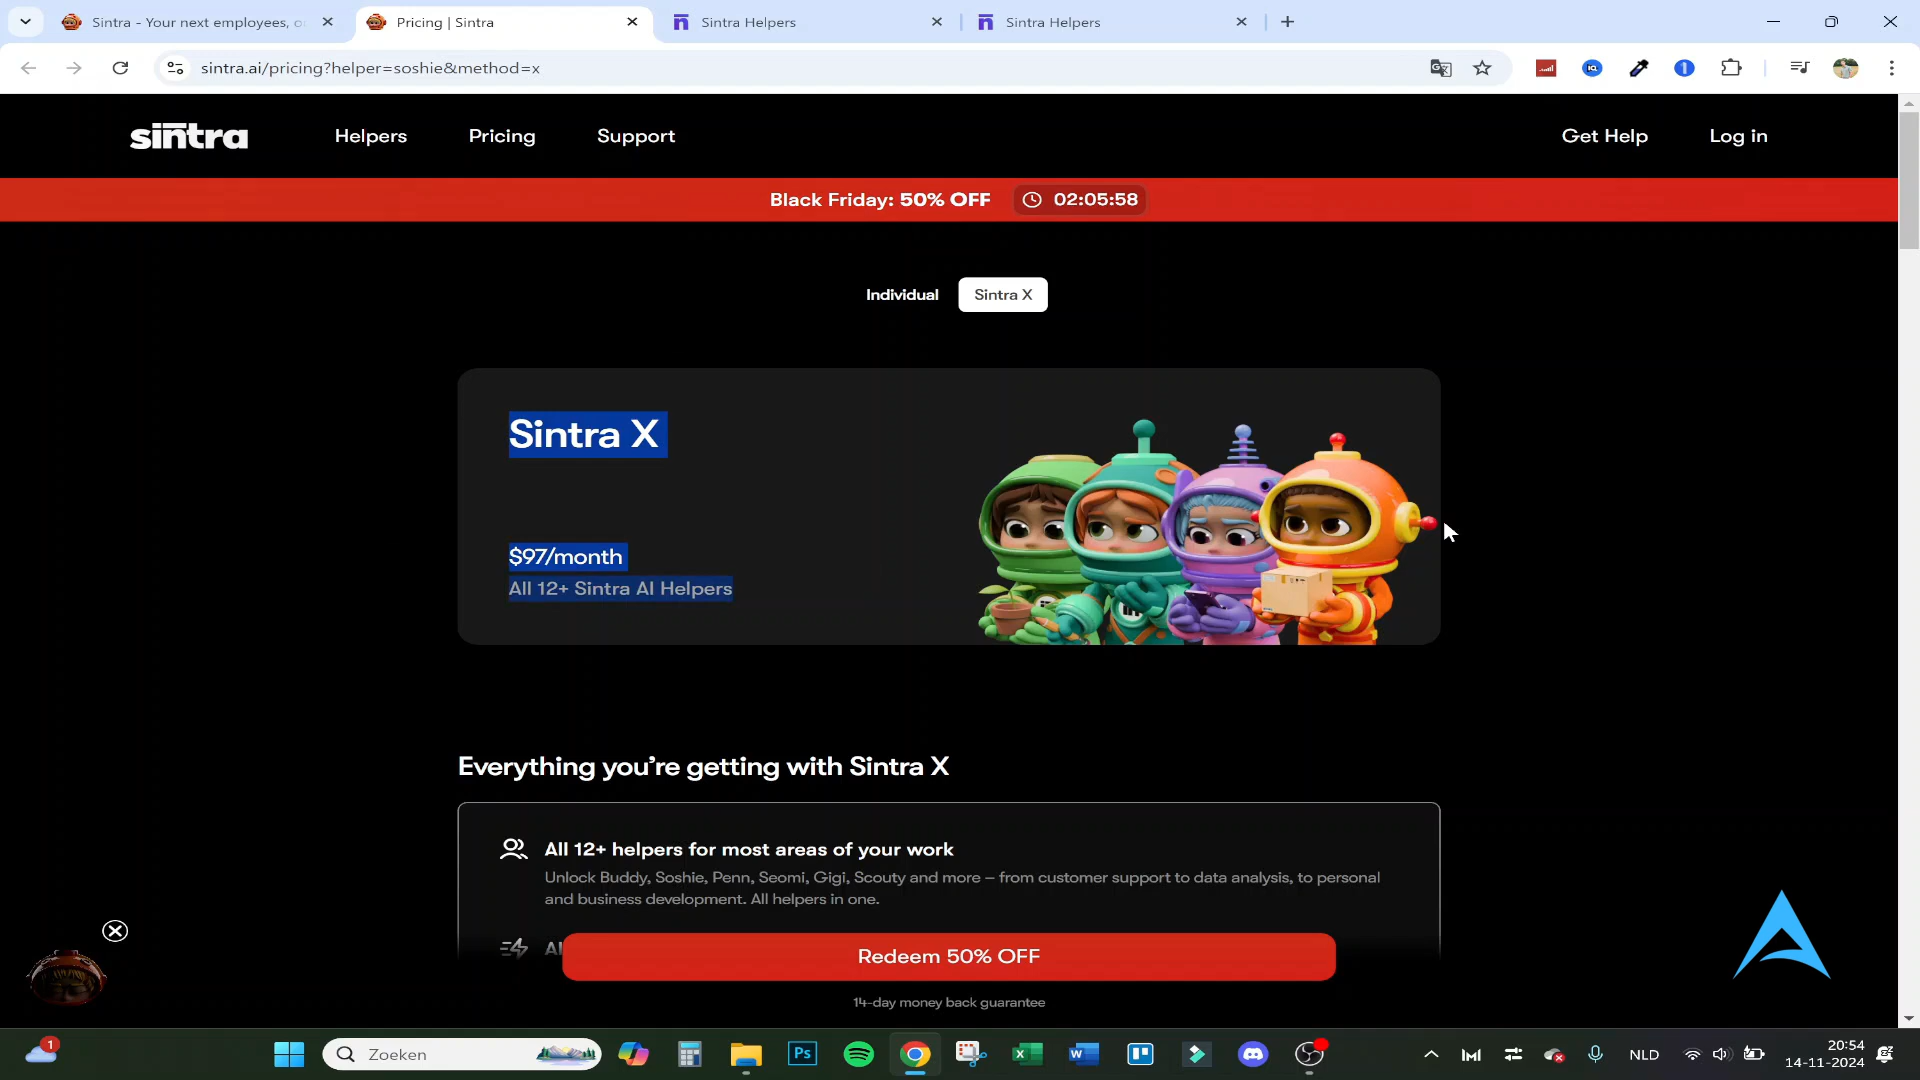 Sintra - Your next employees, o
Pricing | Sintra
Sintra Helpers
Sintra Helpers
sintra.ai/pricing?helper=soshie&method=x
sintra
Helpers
Pricing
Support
Get Help
Log in
Black Friday: 50% OFF
02:05:58
Individual
Sintra X
Sintra X
$97/month
All 12+ Sintra AI Helpers
Everything you're getting with Sintra X
All 12+ helpers for most areas of your work
Unlock Buddy, Soshie, Penn, Seomi, Gigi, Scouty and more – from customer support to data analysis, to personal
and business development. All helpers in one.
AI
Redeem 50% OFF
14-day money back guarantee
1
Zoeken
Ps
NLD
20:54
14-11-2024